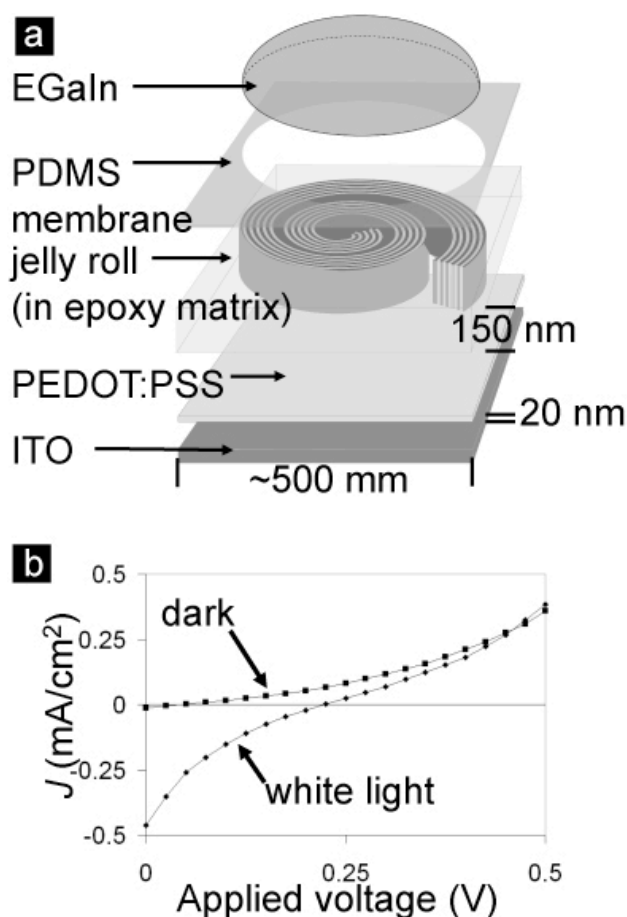 a
EGaIn
PDMS
membrane
jelly roll
(in epoxy matrix)
150 nm
PEDOT:PSS
20 nm
ITO
~500 mm
b
0.5
dark
0.25
0
-0.25
white light
-0.5
J (mA/cm²)
0
0.25
0.5
Applied voltage (V)